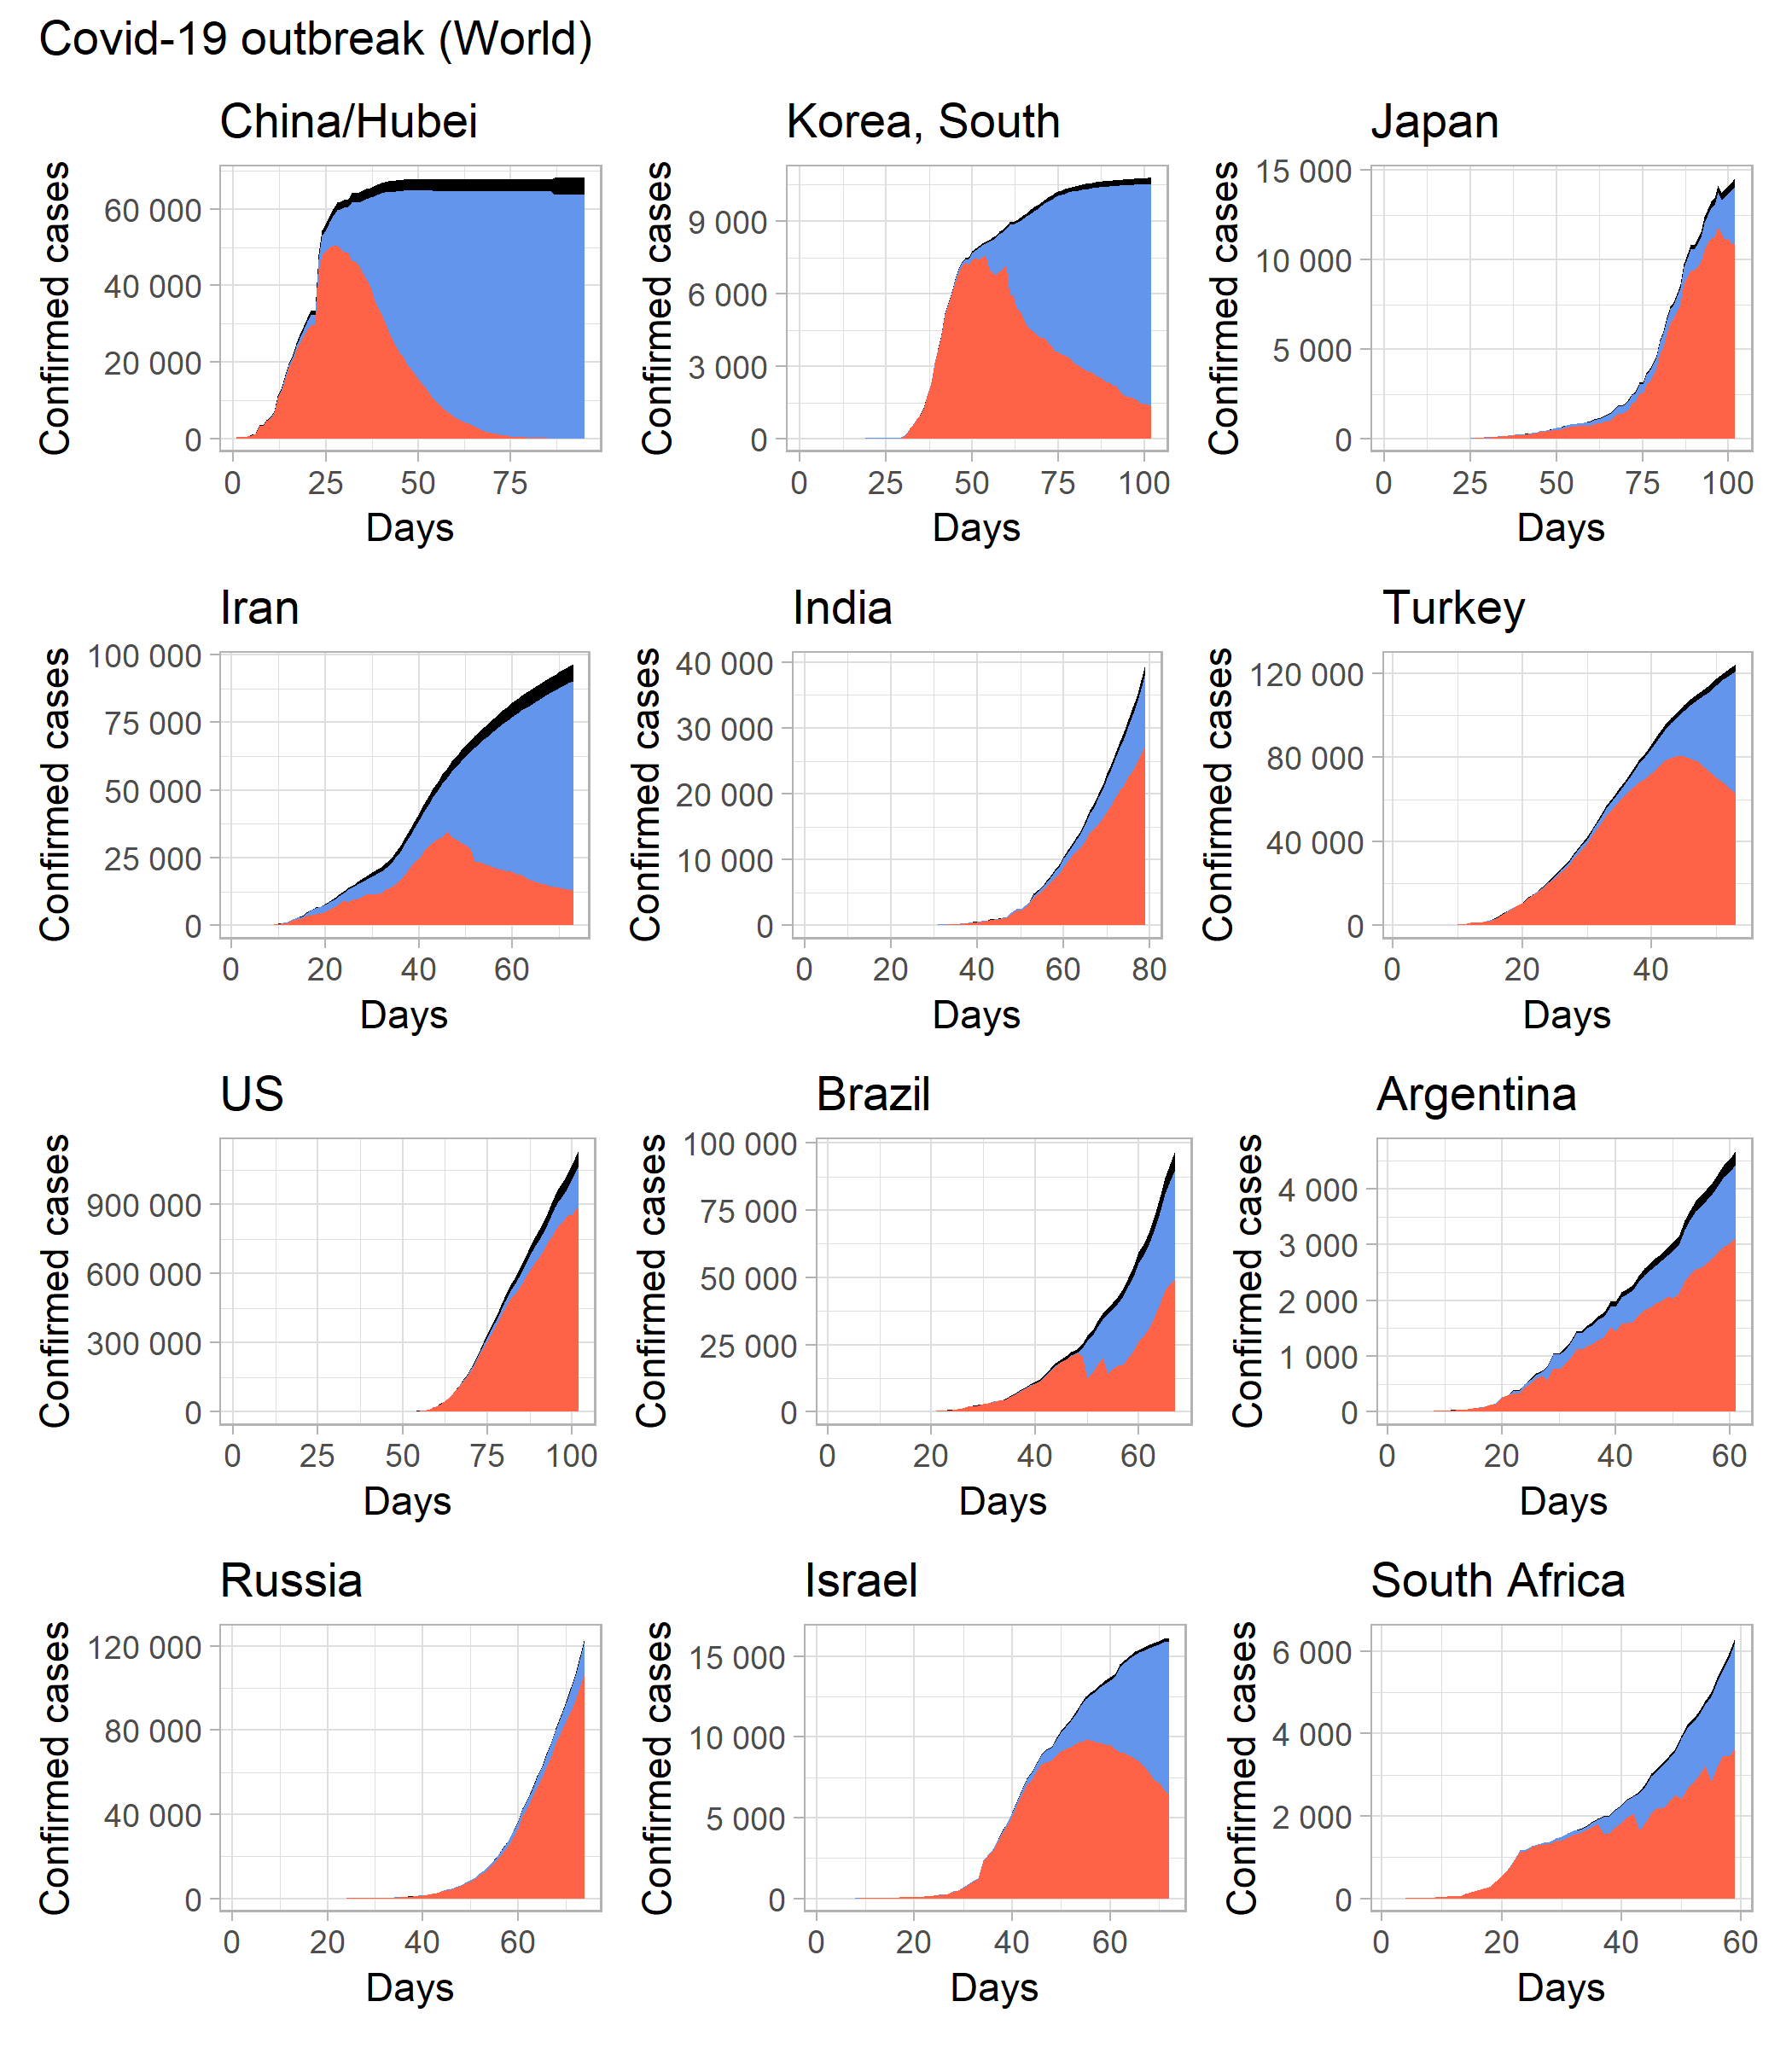 Covid-19 outbreak (World)
China/Hubei
Confirmed cases
60 000
40 000
20 000
0
0 25 50 75
Days
Korea, South
Confirmed cases
9 000
6 000
3 000
0
0 25 50 75 100
Days
Japan
Confirmed cases
15 000
10 000
5 000
0
0 25 50 75 100
Days
Iran
Confirmed cases
100 000
75 000
50 000
25 000
0
0 20 40 60
Days
India
Confirmed cases
40 000
30 000
20 000
10 000
0
0 20 40 60 80
Days
Turkey
Confirmed cases
120 000
80 000
40 000
0
0 20 40
Days
US
Confirmed cases
900 000
600 000
300 000
0
0 25 50 75 100
Days
Brazil
Confirmed cases
100 000
75 000
50 000
25 000
0
0 20 40 60
Days
Argentina
Confirmed cases
4 000
3 000
2 000
1 000
0
0 20 40 60
Days
Russia
Confirmed cases
120 000
80 000
40 000
0
0 20 40 60
Days
Israel
Confirmed cases
15 000
10 000
5 000
0
0 20 40 60
Days
South Africa
Confirmed cases
6 000
4 000
2 000
0
0 20 40 60
Days